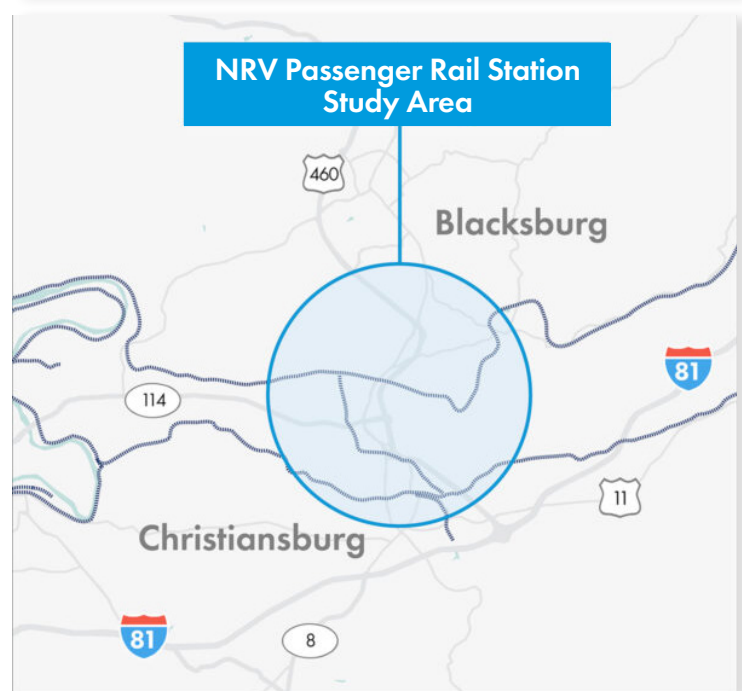 NRV Passenger Rail Station
Study Area
460
Blacksburg
81
114
11
Christiansburg
81
8